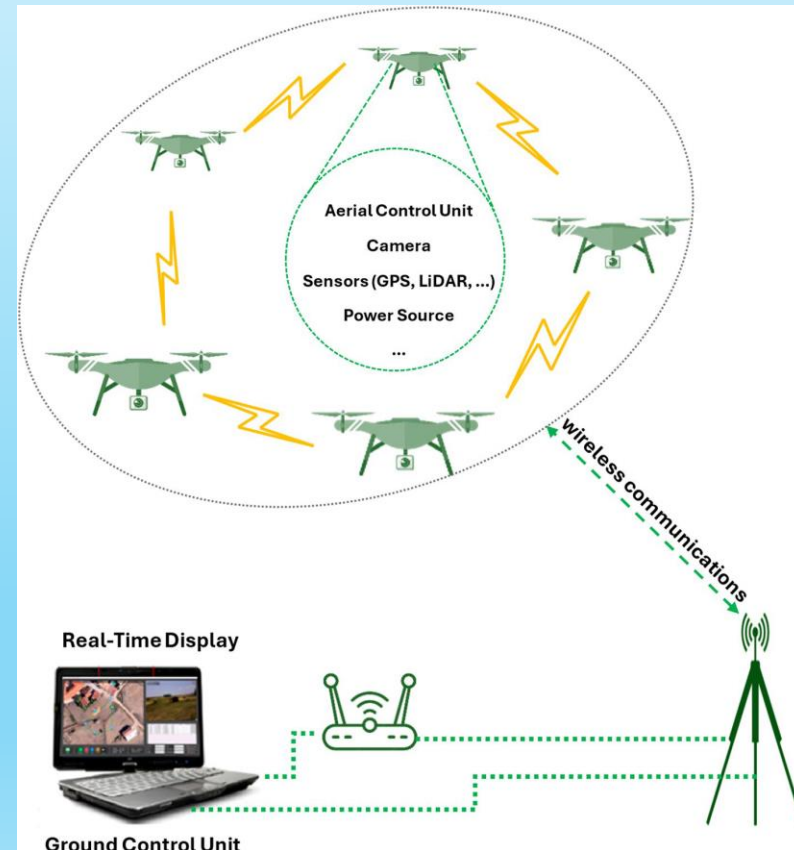 Aerial Control Unit
Camera
Sensors (GPS, LiDAR, ...)
Power Source
...
wireless communications
Real-Time Display
Ground Control Unit